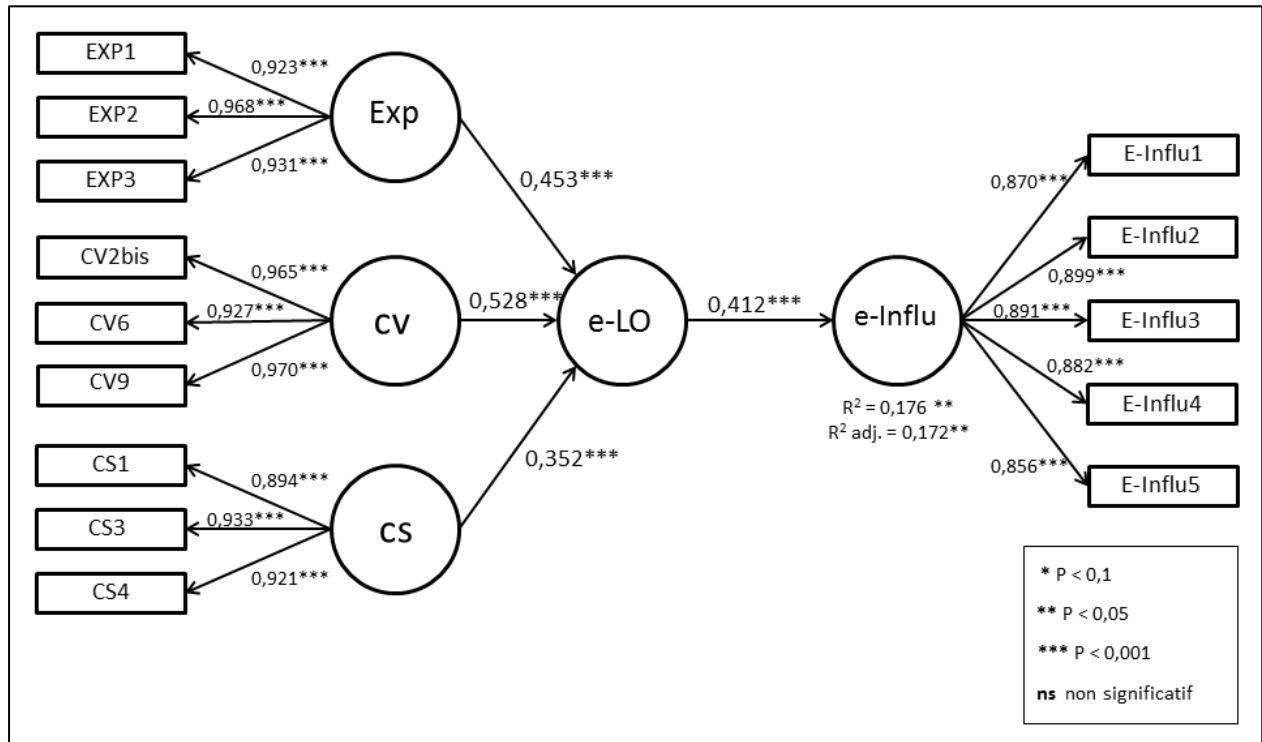 EXP1
0,923***
EXP2
0,968***
EXP3
0,931***
Exp
0,453***
CV2bis
0,965***
CV6
0,927***
CV9
0,970***
cv
0,528***
CS1
0,894***
CS3
0,933***
CS4
0,921***
cs
0,352***
e-LO
0,412***
e-Influ
R² = 0,176 **
R² adj. = 0,172**
0,870***
E-Influ1
0,899***
E-Influ2
0,891***
E-Influ3
0,882***
E-Influ4
0,856***
E-Influ5
* P < 0,1
** P < 0,05
*** P < 0,001
ns non significatif